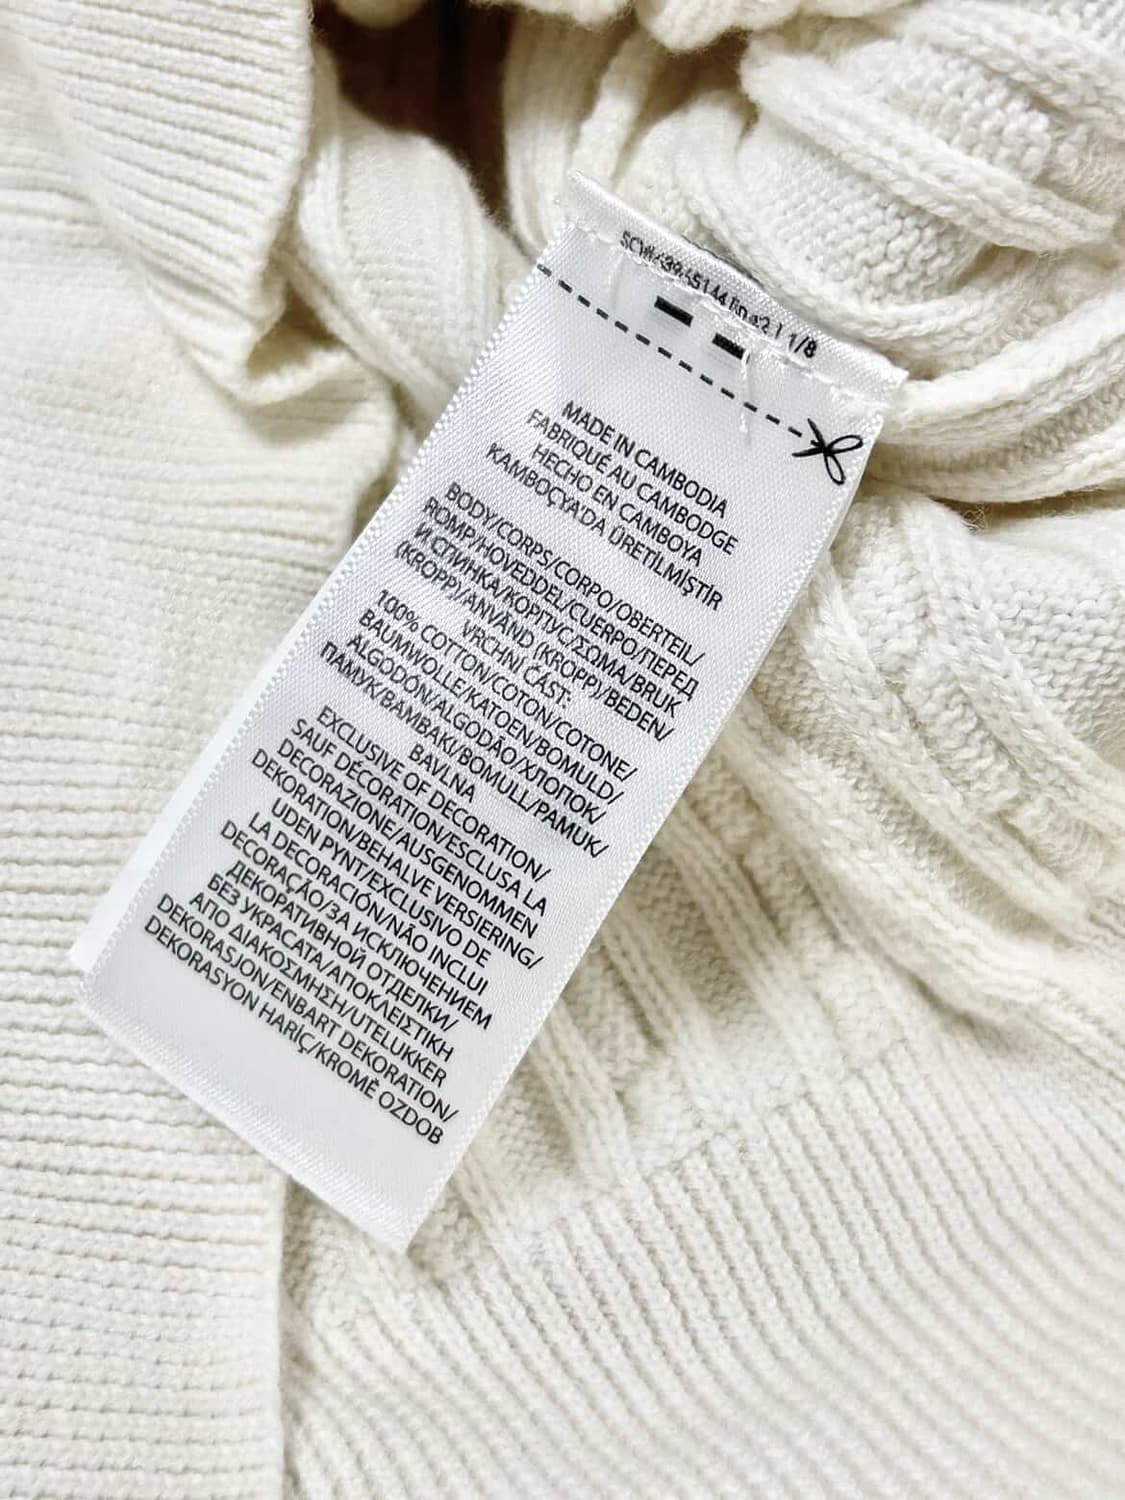 MADE IN CAMBODIA
FABRIQUÉ AU CAMBODGE
HECHO EN CAMBOYA
KAMBOÇYA'DA ÜRETİLMİŞTİR
BODY/CORPS/CORPO/OBERTEIL/
ROMP/HOVEDDEL/CUERPO/ПЕРЕД
И СПИНКА/КОРПУС/ΣΩΜΑ/BRUK
(KROPP)/ANVÄND (KROPP)/BEDEN/
VRCHNÍ ČÁST:
100% COTTON/COTON/COTONE/
BAUMWOLLE/KATOEN/BOMULD/
ALGODÓN/ALGODÃO/ХЛОПОК/
ПАМУК/ΒΑΜΒΑΚΙ/BOMULL/PAMUK/
BAVLNA
EXCLUSIVE OF DECORATION/
SAUF DÉCORATION/ESCLUSA LA
DECORAZIONE/AUSGENOMMEN
DEKORATION/BEHALVE VERSIERING/
UDEN PYNT/EXCLUSIVO DE
LA DECORACIÓN/NÃO INCLUI
DECORAÇÃO/ЗА ИСКЛЮЧЕНИЕМ
ДЕКОРАТИВНОЙ ОТДЕЛКИ/
БЕЗ УКРАСАТА/ΑΠΟΚΛΕΙΣΤΙΚΗ
ΑΠΟ ΔΙΑΚΟΣΜΗΣΗ/UTELUKKER
DEKORASJON/ENBART DEKORATION/
DEKORASYON HARİÇ/KROMĚ OZDOB